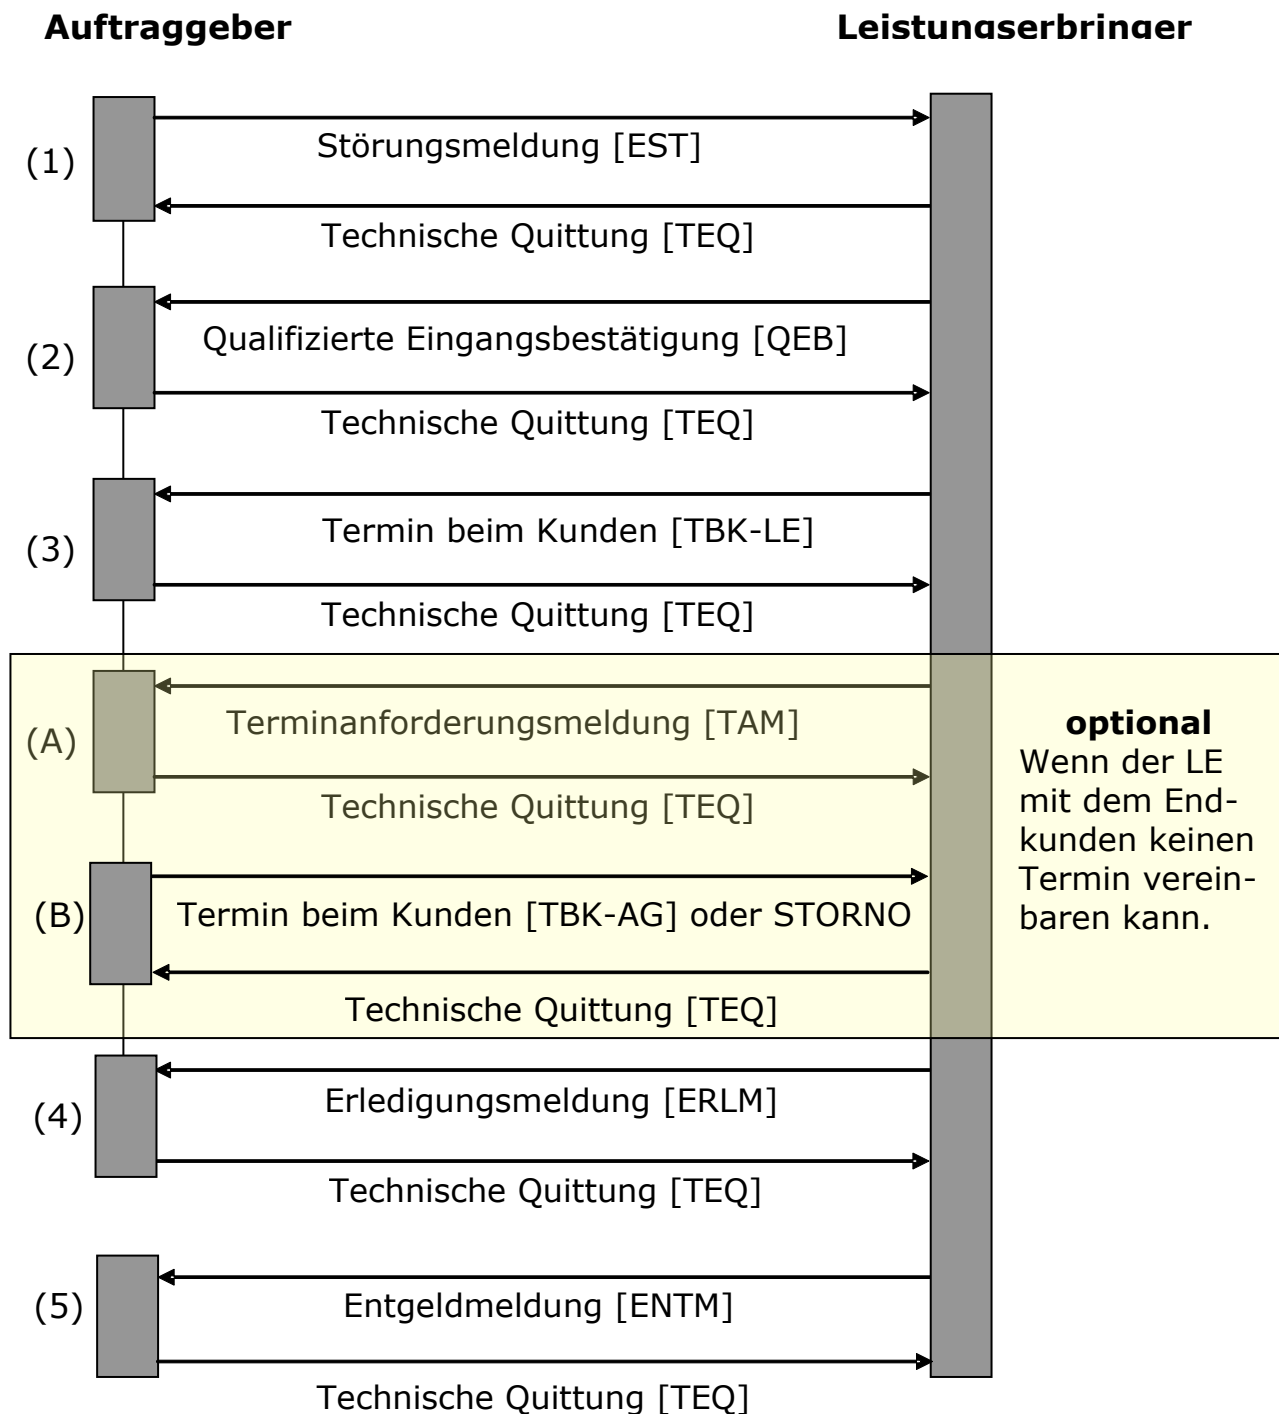 Auftraggeber
Leistungserbringer
(1)
Störungsmeldung [EST]
Technische Quittung [TEQ]
(2)
Qualifizierte Eingangsbestätigung [QEB]
Technische Quittung [TEQ]
(3)
Termin beim Kunden [TBK-LE]
Technische Quittung [TEQ]
(A)
Terminanforderungsmeldung [TAM]
Technische Quittung [TEQ]
(B)
Termin beim Kunden [TBK-AG] oder STORNO
Technische Quittung [TEQ]
optional
Wenn der LE
mit dem End-
kunden keinen
Termin verein-
baren kann.
(4)
Erledigungsmeldung [ERLM]
Technische Quittung [TEQ]
(5)
Entgeldmeldung [ENTM]
Technische Quittung [TEQ]